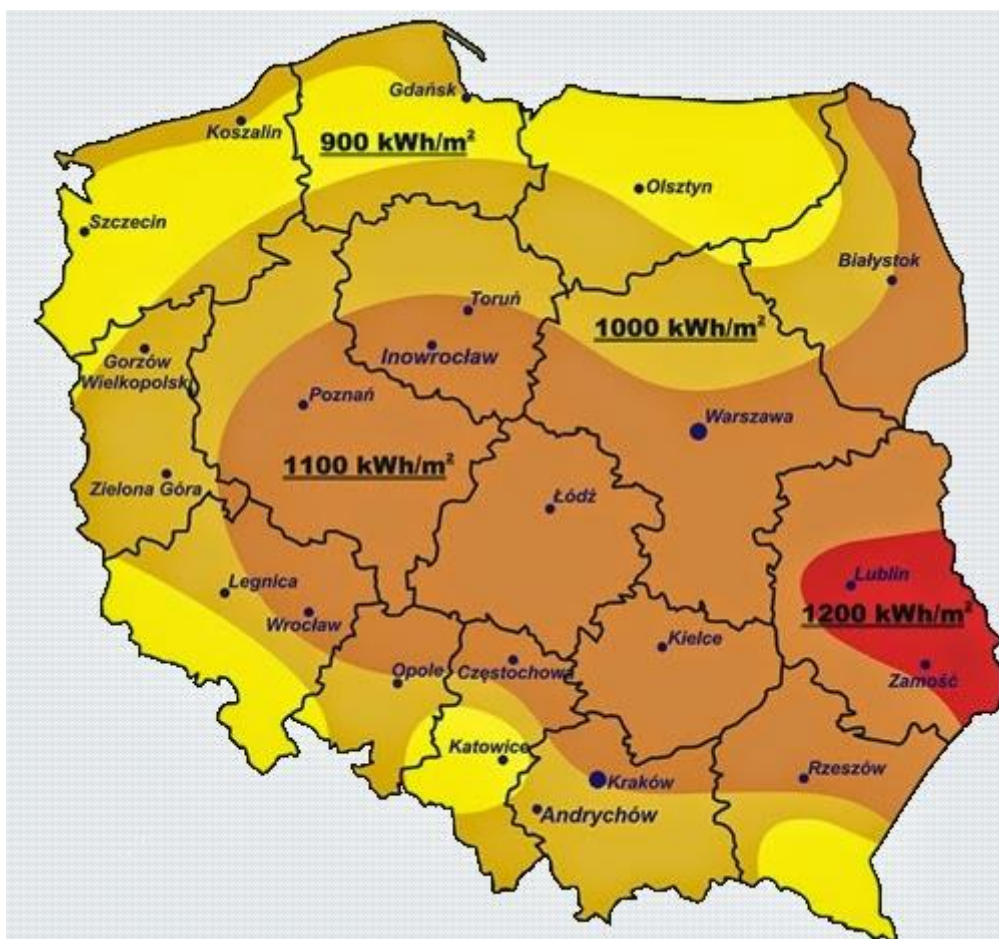 Gdańsk
Koszalin
900 kWh/m²
Olsztyn
Szczecin
Białystok
Toruń
1000 kWh/m²
Inowrocław
Gorzów
Wielkopolski
Poznań
Warszawa
1100 kWh/m²
Zielona Góra
Łódź
Legnica
Lublin
Wrocław
1200 kWh/m²
Kielce
Opole
Częstochowa
Zamość
Katowice
Rzeszów
Kraków
Andrychów